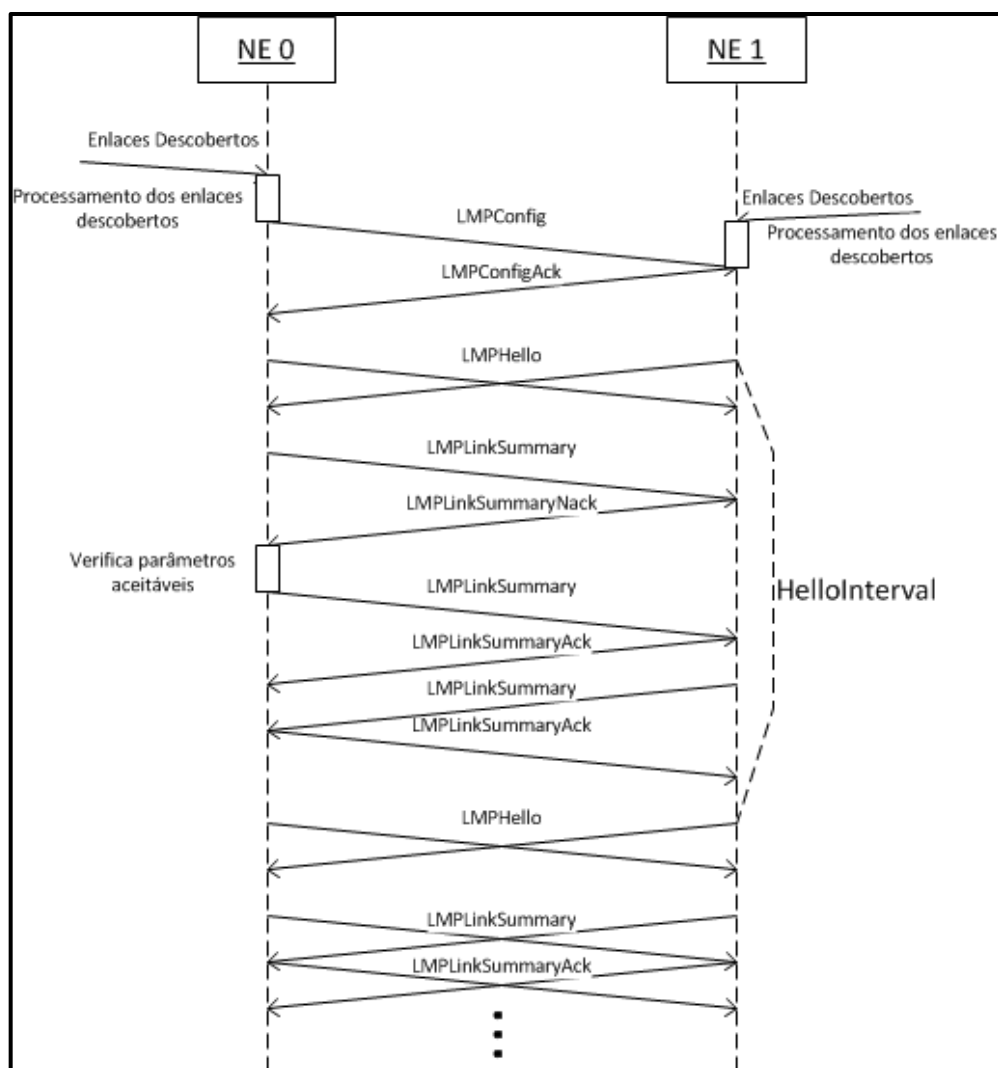 NE 0
NE 1
Enlaces Descobertos
Processamento dos enlaces
descobertos
Enlaces Descobertos
Processamento dos enlaces
descobertos
LMPConfig
LMPConfigAck
LMPHello
LMPLinkSummary
LMPLinkSummaryNack
Verifica parâmetros
aceitáveis
LMPLinkSummary
HelloInterval
LMPLinkSummaryAck
LMPLinkSummary
LMPLinkSummaryAck
LMPHello
LMPLinkSummary
LMPLinkSummaryAck